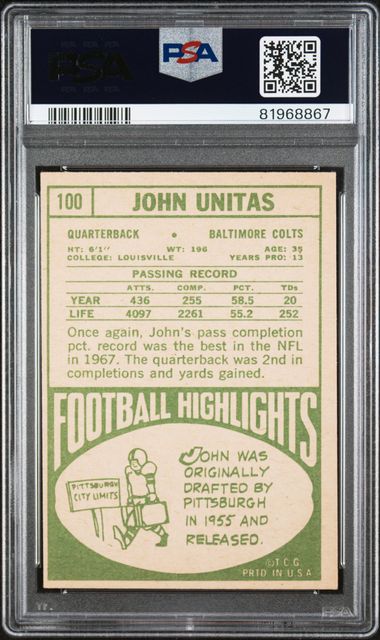 PSA
PSA
81968867
100 JOHN UNITAS
QUARTERBACK • BALTIMORE COLTS
HT: 6'1" WT: 196 AGE: 35
COLLEGE: LOUISVILLE YEARS PRO: 13
PASSING RECORD
ATTS. COMP. PCT. TDs
YEAR 436 255 58.5 20
LIFE 4097 2261 55.2 252
Once again, John's pass completion
pct. record was the best in the NFL
in 1967. The quarterback was 2nd in
completions and yards gained.
FOOTBALL HIGHLIGHTS
PITTSBURGH
CITY LIMITS
JOHN WAS
ORIGINALLY
DRAFTED BY
PITTSBURGH
IN 1955 AND
RELEASED.
©T.C.G.
PRTD IN U.S.A